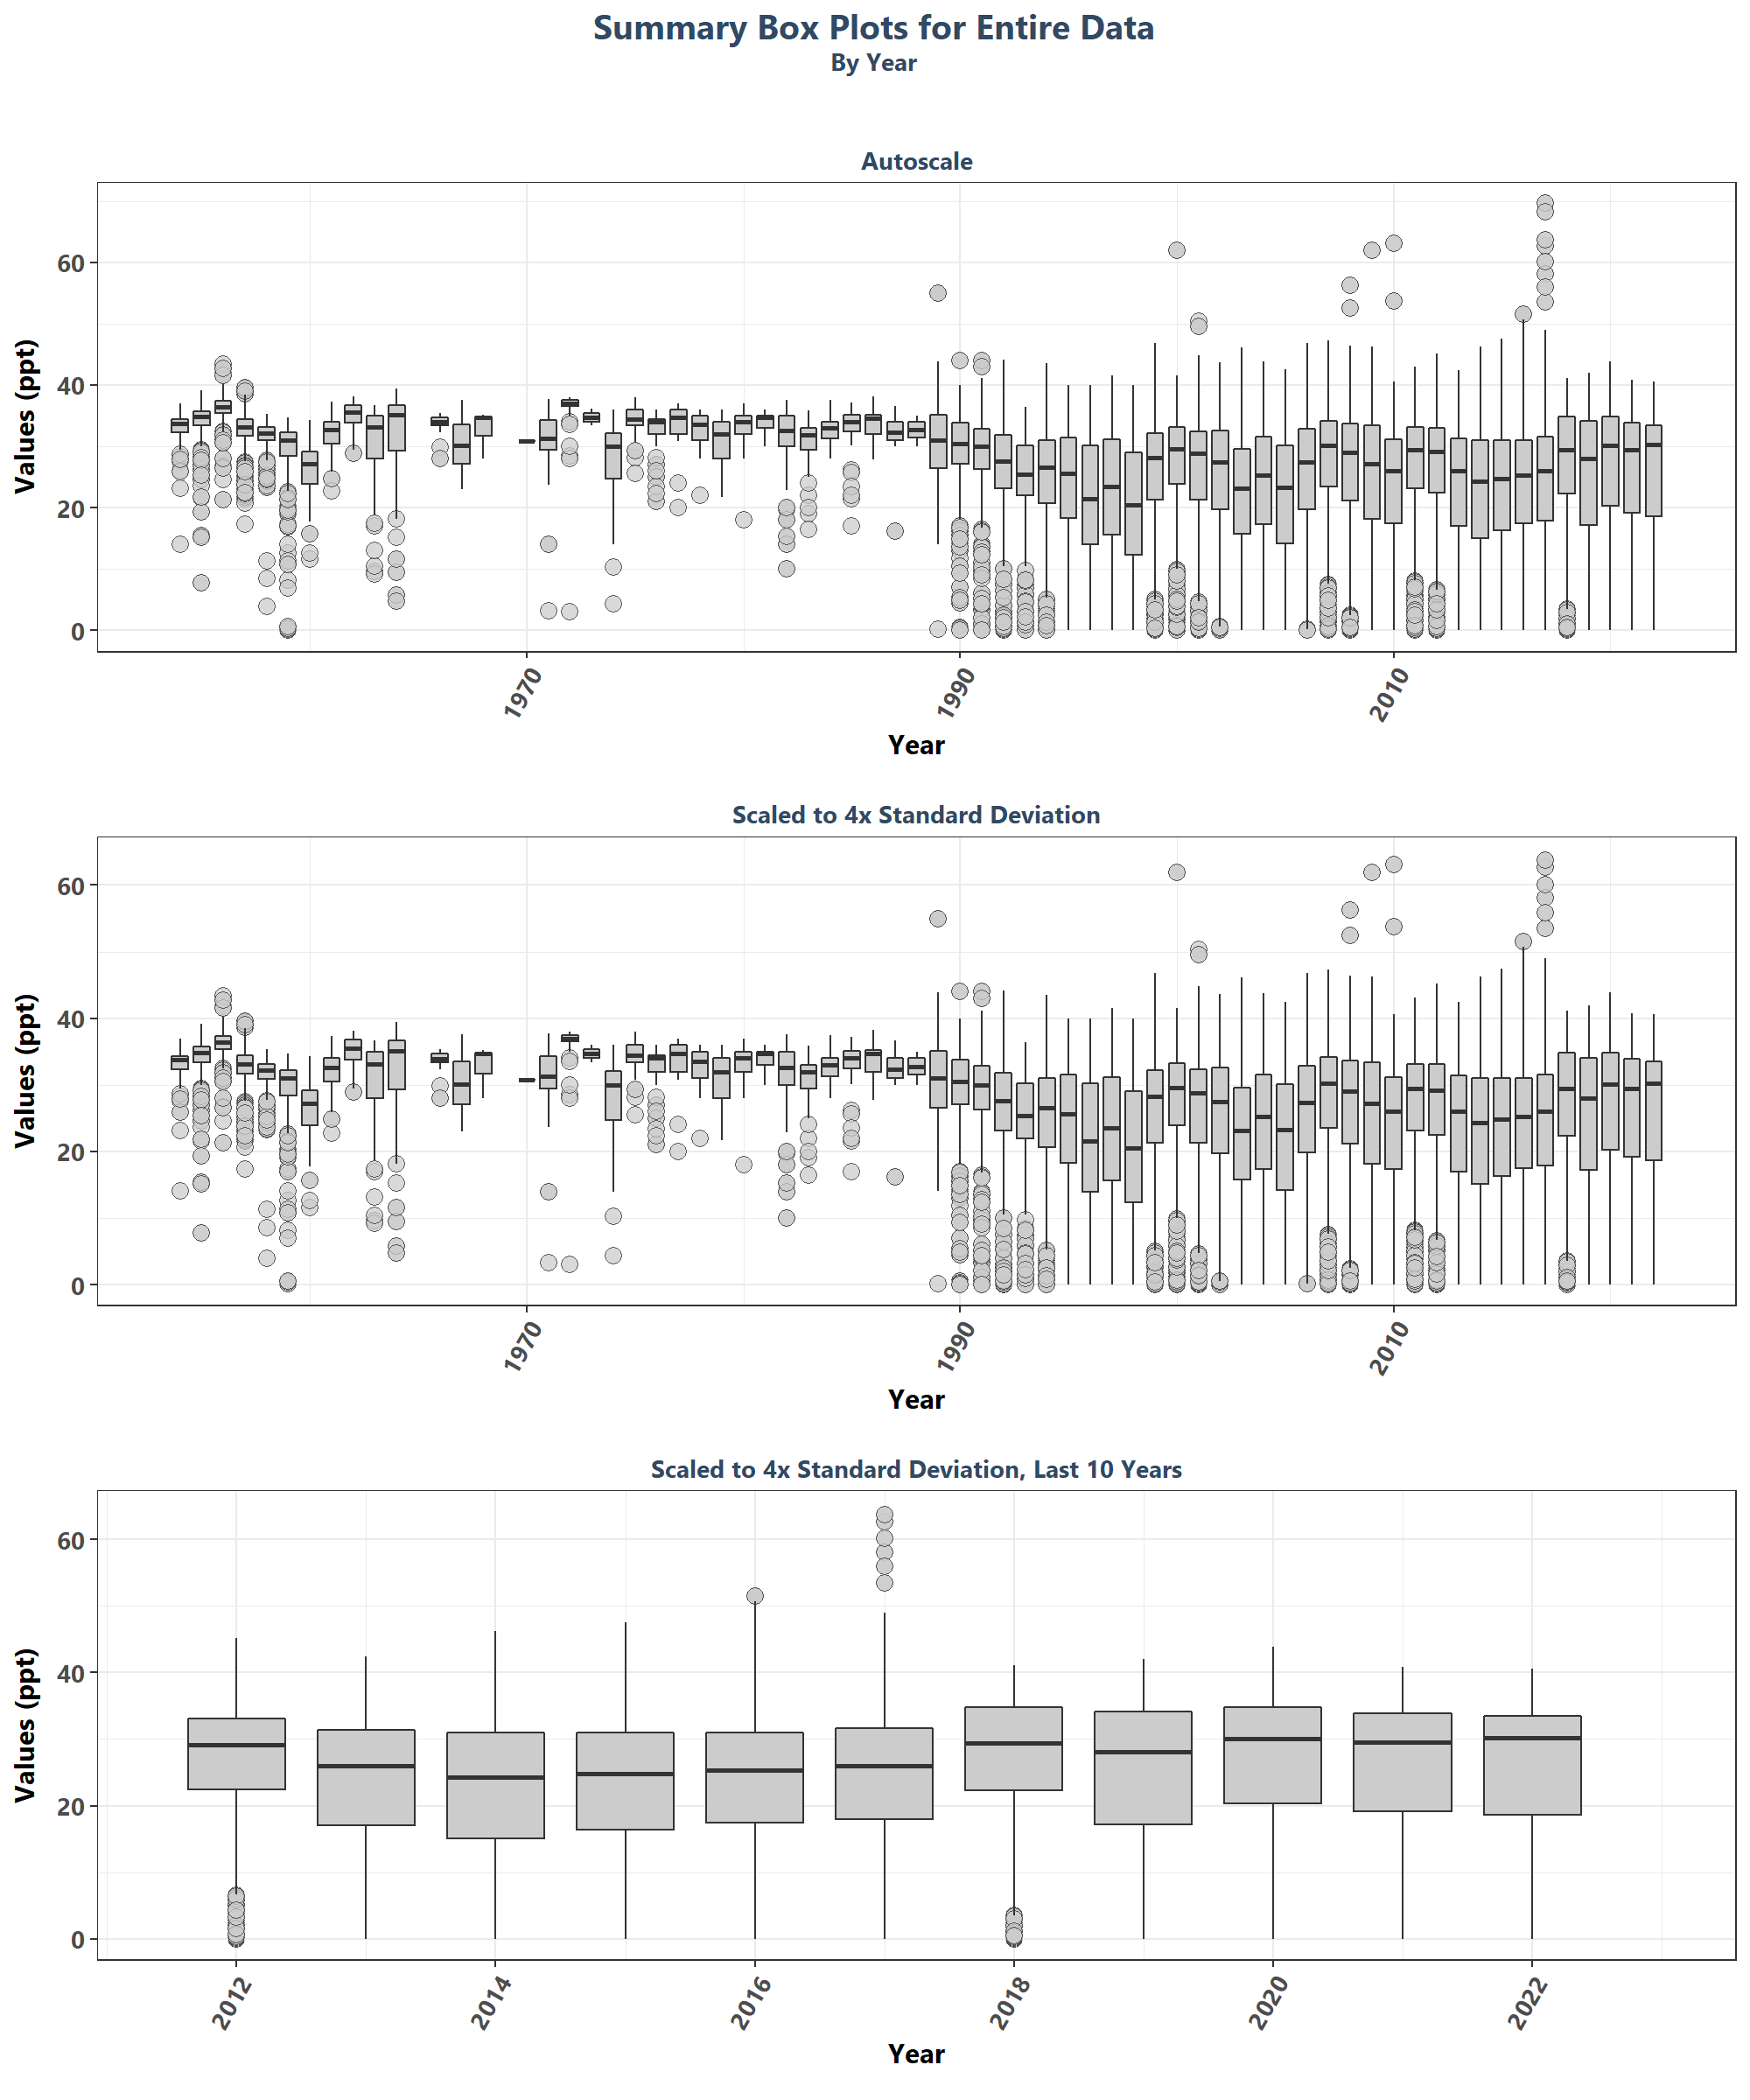 Summary Box Plots for Entire Data
By Year
Autoscale
Values (ppt)
60
40
20
0
1970
1990
2010
Year
Scaled to 4x Standard Deviation
Values (ppt)
60
40
20
0
1970
1990
2010
Year
Scaled to 4x Standard Deviation, Last 10 Years
Values (ppt)
60
40
20
0
2012
2014
2016
2018
2020
2022
Year